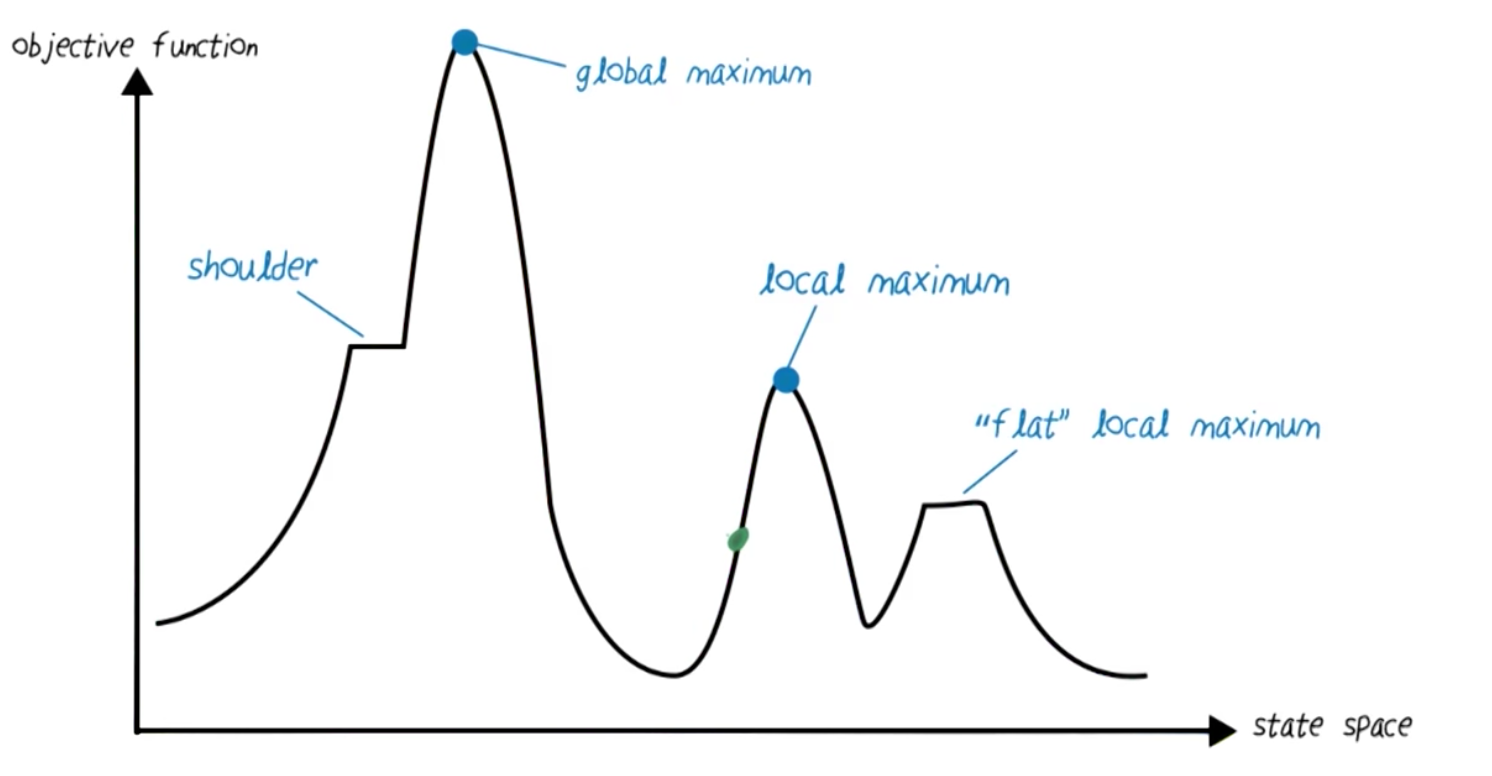 objective function
global maximum
shoulder
local maximum
“flat” local maximum
state space